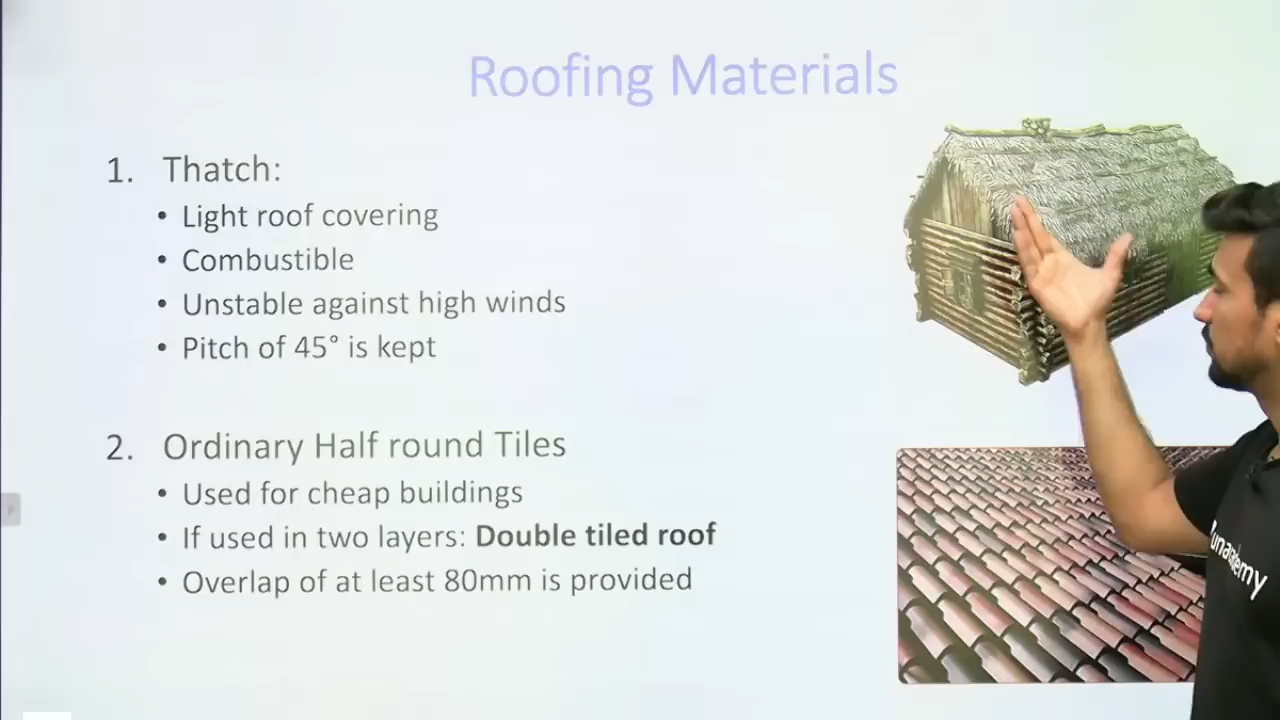 Roofing Materials
1. Thatch:
• Light roof covering
• Combustible
• Unstable against high winds
• Pitch of 45° is kept
2. Ordinary Half round Tiles
• Used for cheap buildings
• If used in two layers: Double tiled roof
• Overlap of at least 80mm is provided
unacademy